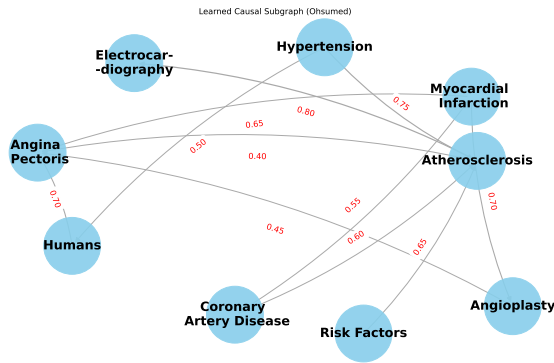 Learned Causal Subgraph (Ohsumed)
Hypertension
Electrocar-
-diography
Myocardial
Infarction
0.75
0.80
0.65
0.50
Angina
Pectoris
0.40
Atherosclerosis
0.70
0.70
0.55
0.45
0.60
0.65
Humans
Coronary
Artery Disease
Risk Factors
Angioplasty